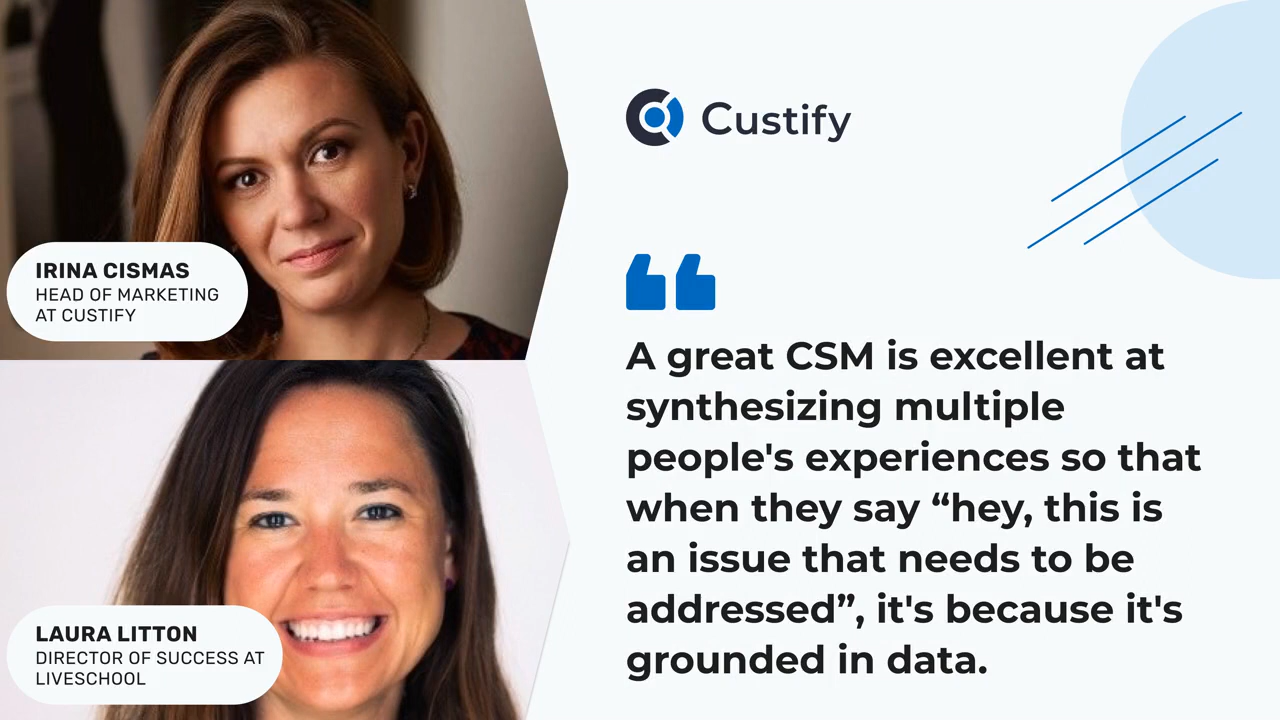 IRINA CISMAS
HEAD OF MARKETING
AT CUSTIFY
LAURA LITTON
DIRECTOR OF SUCCESS AT
LIVESCHOOL
Custify
A great CSM is excellent at
synthesizing multiple
people's experiences so that
when they say “hey, this is
an issue that needs to be
addressed”, it's because it's
grounded in data.